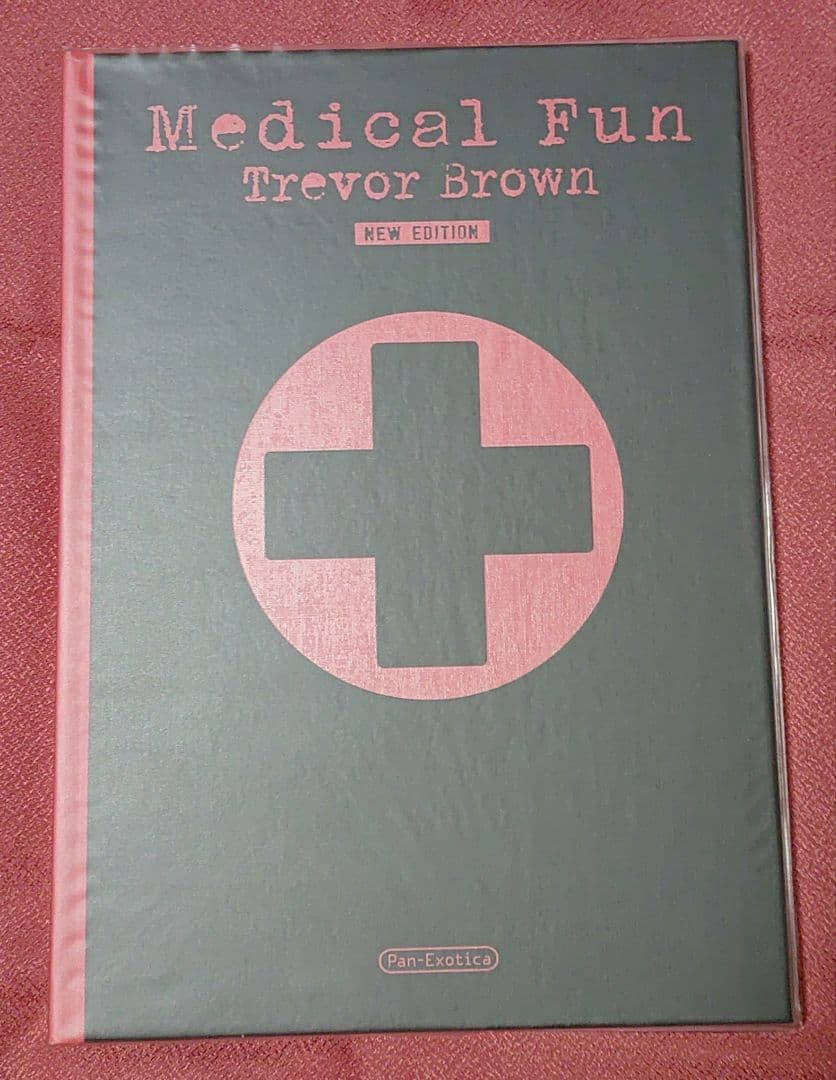 Medical Fun
Trevor Brown
NEW EDITION
Pan-Exotica